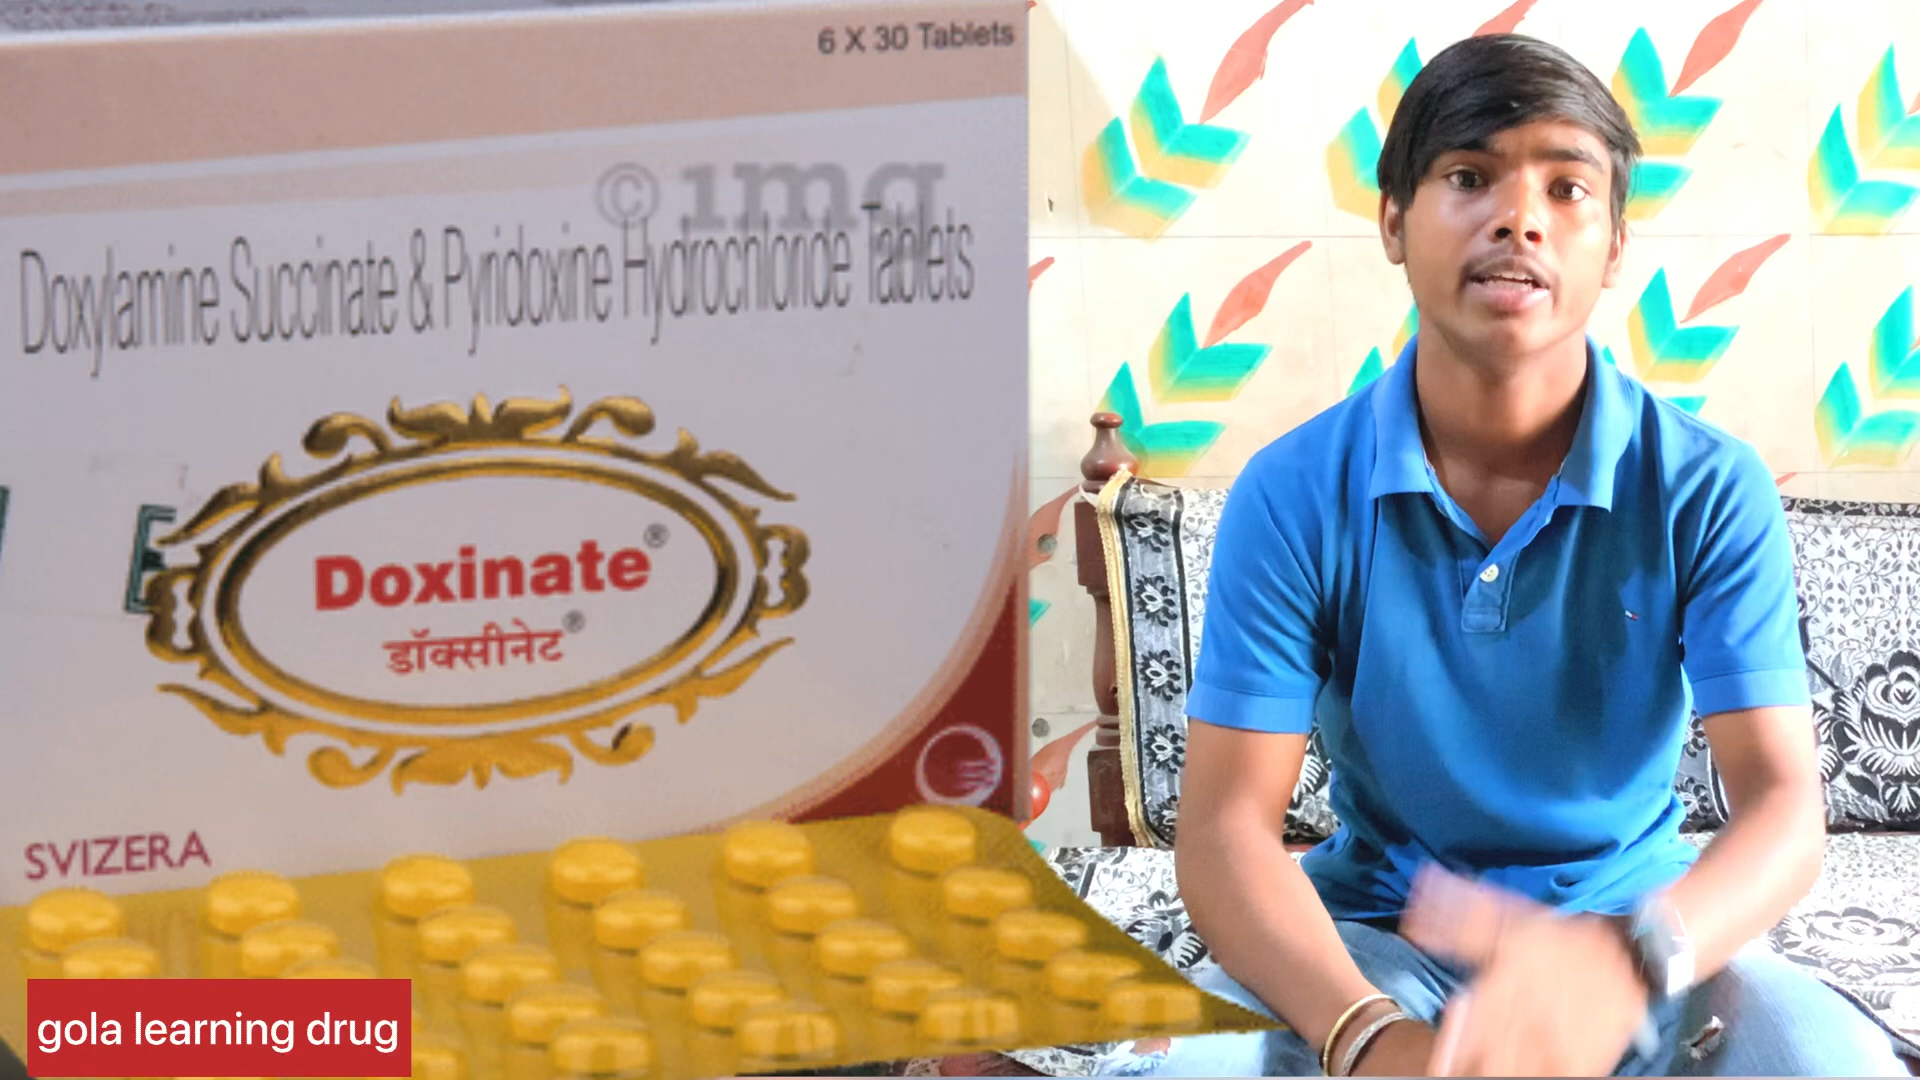 6 X 30 Tablets
© 1mg
Doxylamine Succinate & Pyridoxine Hydrochloride Tablets
Doxinate®
डॉक्सीनेट®
SVIZERA
gola learning drug